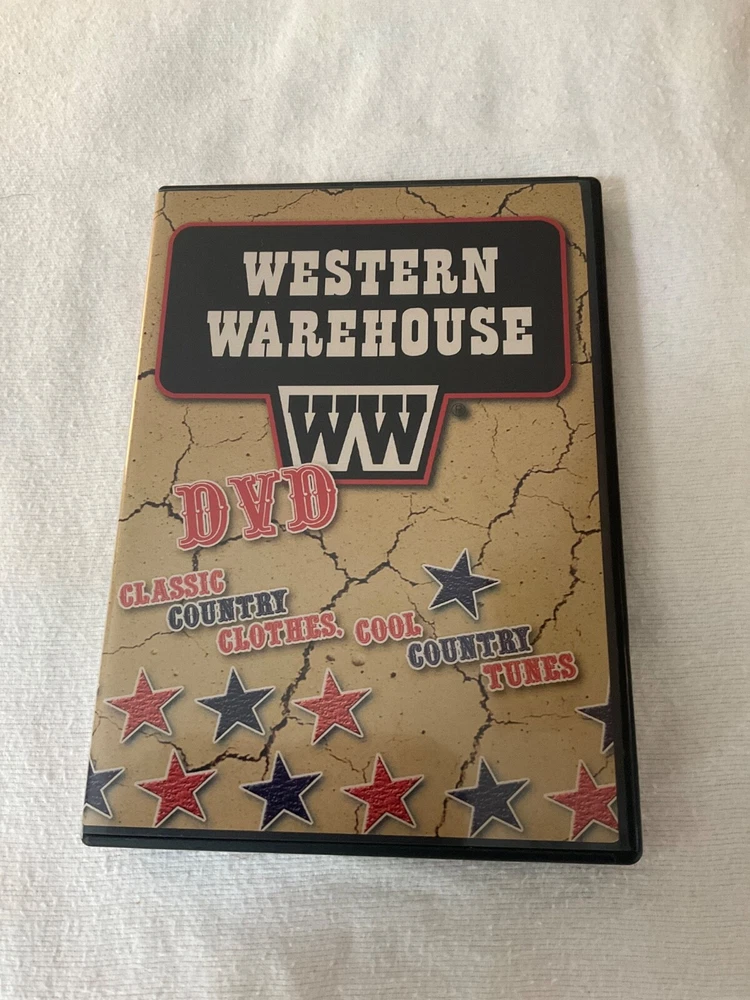 WESTERN
WAREHOUSE
WW
DVD
CLASSIC
COUNTRY
CLOTHES. COOL
COUNTRY
TUNES